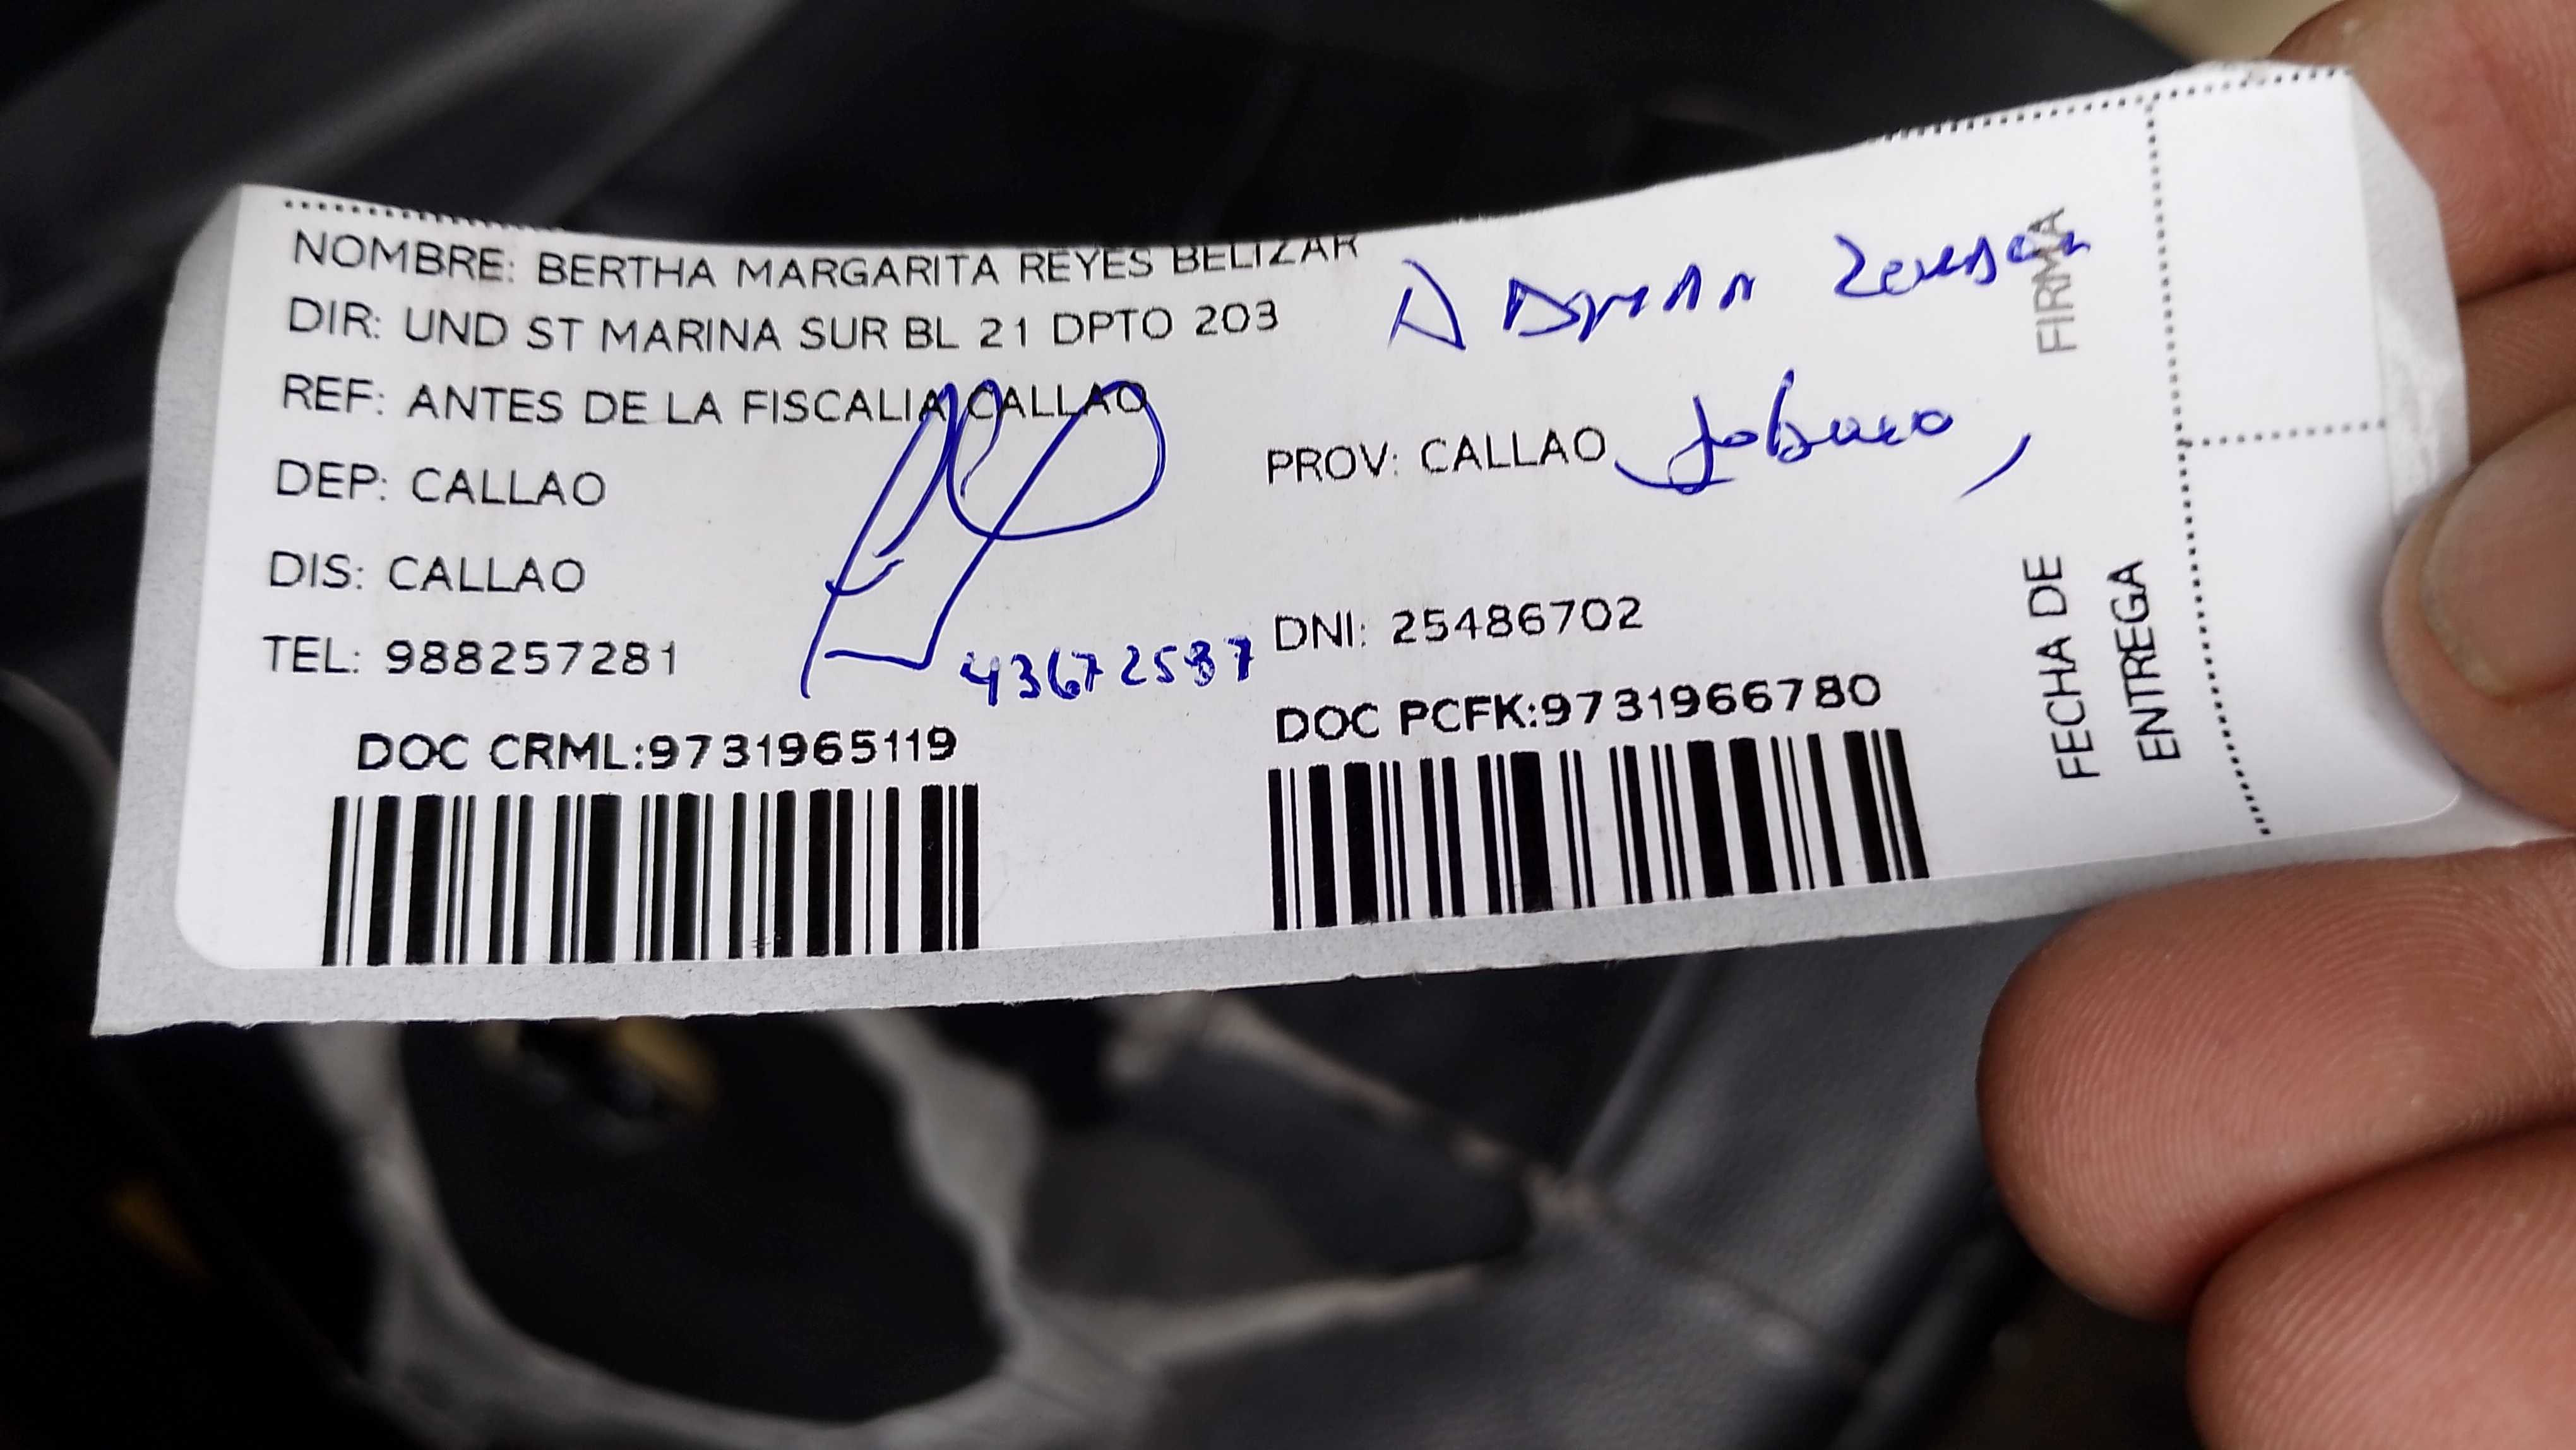 NOMBRE: BERTHA MARGARITA REYES BELIZAR
DIR: UND ST MARINA SUR BL 21 DPTO 203
REF: ANTES DE LA FISCALIA CALLAO
DEP: CALLAO
PROV: CALLAO
DIS: CALLAO
TEL: 988257281
43672537
DNI: 25486702
DOC CRML:9731965119
DOC PCFK:9731966780
FIRMA
FECHA DE
ENTREGA